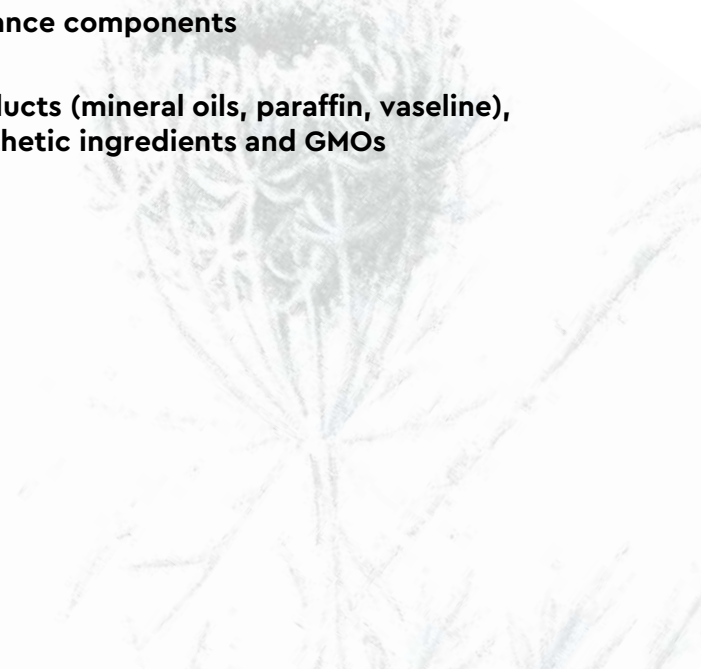 ance components
ucts (mineral oils, paraffin, vaseline),
hetic ingredients and GMOs